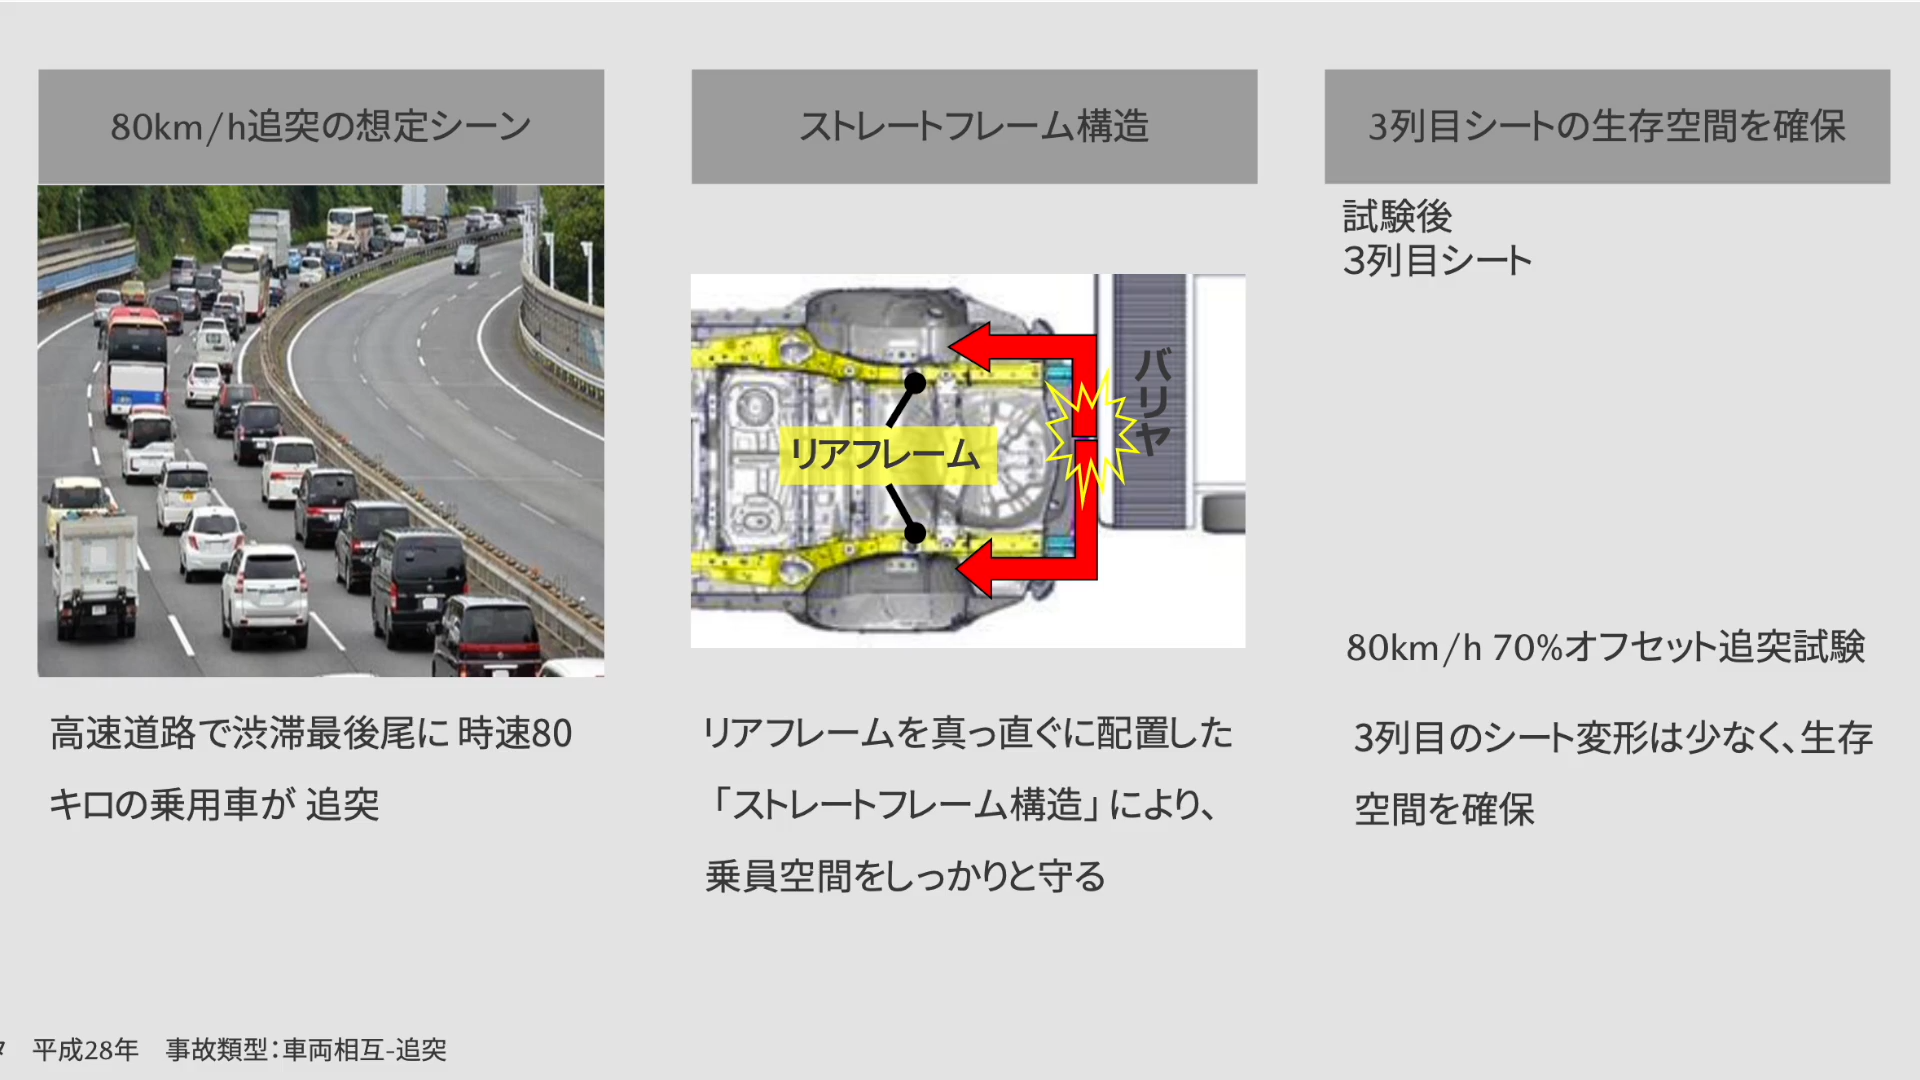 80km/h追突の想定シーン
高速道路で渋滞最後尾に 時速80
キロの乗用車が 追突
ストレートフレーム構造
リアフレーム
バリヤ
リアフレームを真っ直ぐに配置した
「ストレートフレーム構造」により、
乗員空間をしっかりと守る
3列目シートの生存空間を確保
試験後
3列目シート
80km/h 70%オフセット追突試験
3列目のシート変形は少なく、生存
空間を確保
平成28年　事故類型：車両相互-追突